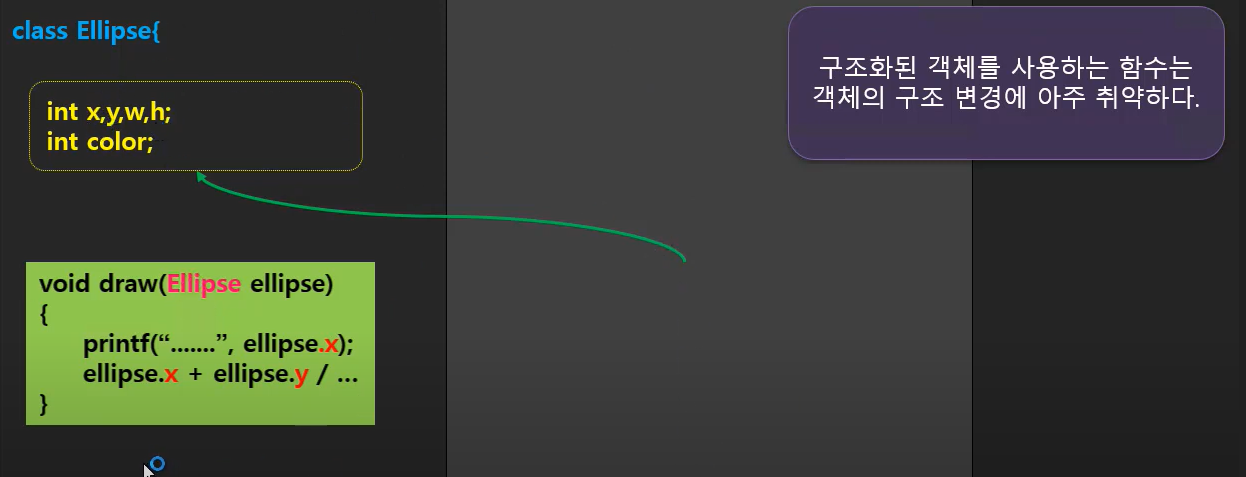 class Ellipse{
int x,y,w,h;
int color;
void draw(Ellipse ellipse)
{
printf(“.......”, ellipse.x);
ellipse.x + ellipse.y / ...
}
구조화된 객체를 사용하는 함수는
객체의 구조 변경에 아주 취약하다.